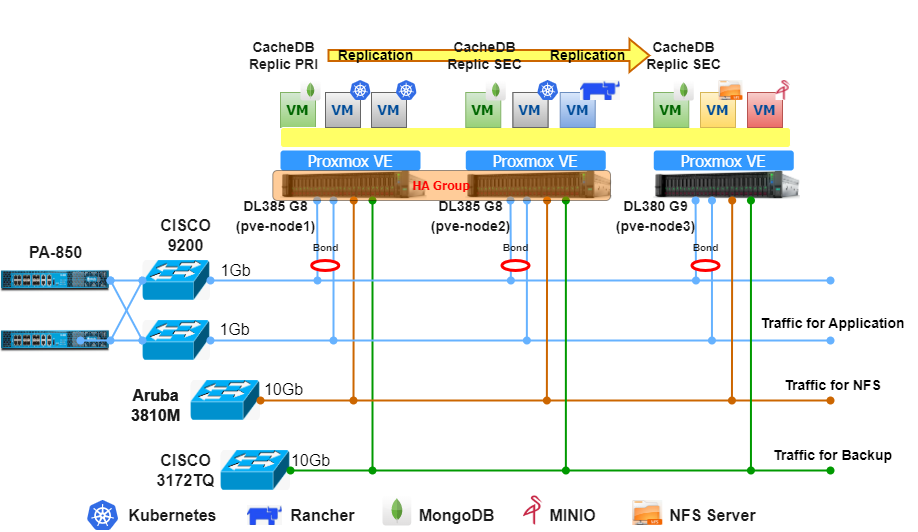 CacheDB
Replic PRI
Replication
CacheDB
Replic SEC
Replication
CacheDB
Replic SEC
VM
VM
VM
VM
VM
VM
VM
VM
VM
Proxmox VE
Proxmox VE
Proxmox VE
HA Group
DL385 G8
(pve-node1)
DL385 G8
(pve-node2)
DL380 G9
(pve-node3)
Bond
Bond
Bond
PA-850
CISCO
9200
1Gb
1Gb
Traffic for Application
Aruba
3810M
10Gb
Traffic for NFS
CISCO
3172TQ
10Gb
Traffic for Backup
Kubernetes
Rancher
MongoDB
MINIO
NFS Server